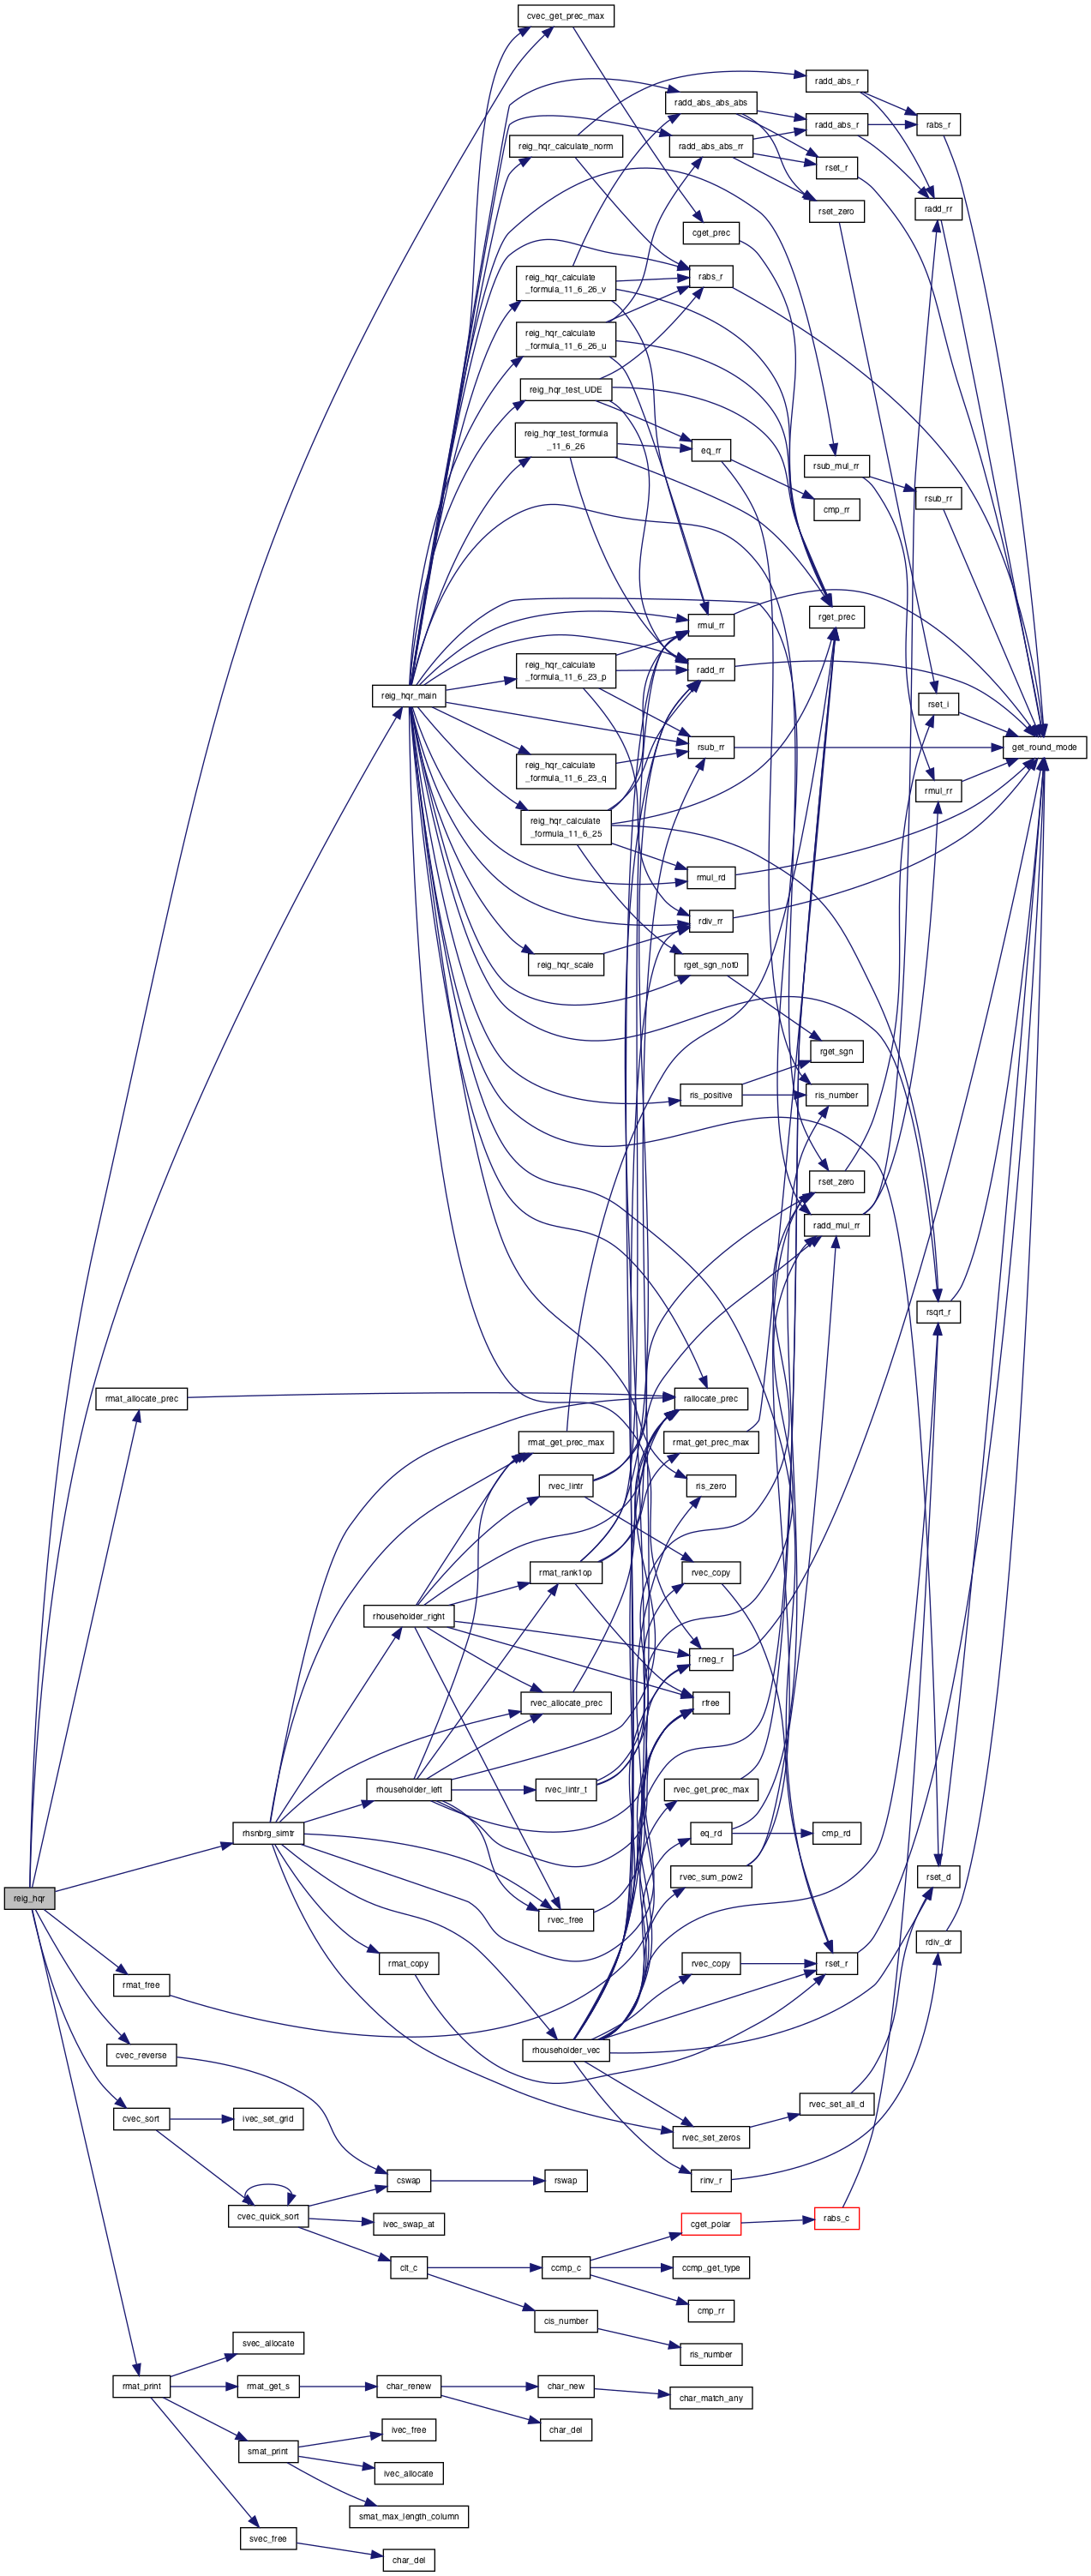 cvec_get_prec_max
radd_abs_r
radd_abs_abs_abs
radd_abs_r
rabs_r
reig_hqr_calculate_norm
radd_abs_abs_rr
rset_r
rset_zero
radd_rr
cget_prec
reig_hqr_calculate
_formula_11_6_26_v
rabs_r
reig_hqr_calculate
_formula_11_6_26_u
reig_hqr_test_UDE
reig_hqr_test_formula
_11_6_26
eq_rr
rsub_mul_rr
rsub_rr
cmp_rr
rmul_rr
rget_prec
reig_hqr_calculate
_formula_11_6_23_p
radd_rr
reig_hqr_main
rset_i
rsub_rr
get_round_mode
reig_hqr_calculate
_formula_11_6_23_q
rmul_rr
reig_hqr_calculate
_formula_11_6_25
rmul_rd
rdiv_rr
reig_hqr_scale
rget_sgn_not0
rget_sgn
ris_positive
ris_number
rset_zero
radd_mul_rr
rsqrt_r
rmat_allocate_prec
rallocate_prec
rmat_get_prec_max
rmat_get_prec_max
rvec_lintr
ris_zero
rmat_rank1op
rvec_copy
rhouseholder_right
rneg_r
rvec_allocate_prec
rfree
rhouseholder_left
rvec_lintr_t
rvec_get_prec_max
rhsnbrg_simtr
eq_rd
cmp_rd
rvec_sum_pow2
rset_d
reig_hqr
rvec_free
rdiv_dr
rmat_copy
rvec_copy
rset_r
rmat_free
cvec_reverse
rhouseholder_vec
rvec_set_all_d
cvec_sort
ivec_set_grid
rvec_set_zeros
cswap
rswap
rinv_r
cvec_quick_sort
ivec_swap_at
cget_polar
rabs_c
clt_c
ccmp_c
ccmp_get_type
cis_number
cmp_rr
svec_allocate
ris_number
rmat_print
rmat_get_s
char_renew
char_new
char_match_any
ivec_free
char_del
smat_print
ivec_allocate
smat_max_length_column
svec_free
char_del